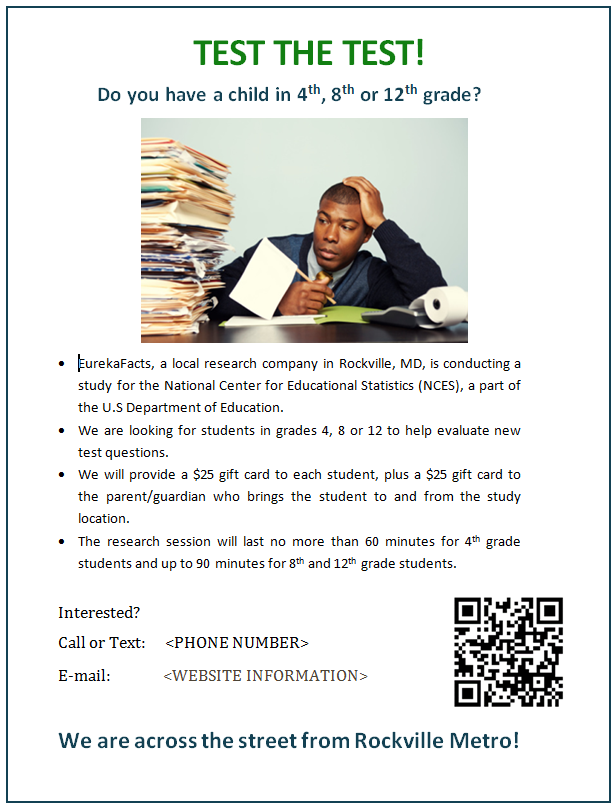 TEST THE TEST!
Do you have a child in 4th, 8th or 12th grade?
• EurekaFacts, a local research company in Rockville, MD, is conducting a
study for the National Center for Educational Statistics (NCES), a part of
the U.S Department of Education.
• We are looking for students in grades 4, 8 or 12 to help evaluate new
test questions.
• We will provide a $25 gift card to each student, plus a $25 gift card to
the parent/guardian who brings the student to and from the study
location.
• The research session will last no more than 60 minutes for 4th grade
students and up to 90 minutes for 8th and 12th grade students.
Interested?
Call or Text: <PHONE NUMBER>
E-mail: <WEBSITE INFORMATION>
We are across the street from Rockville Metro!